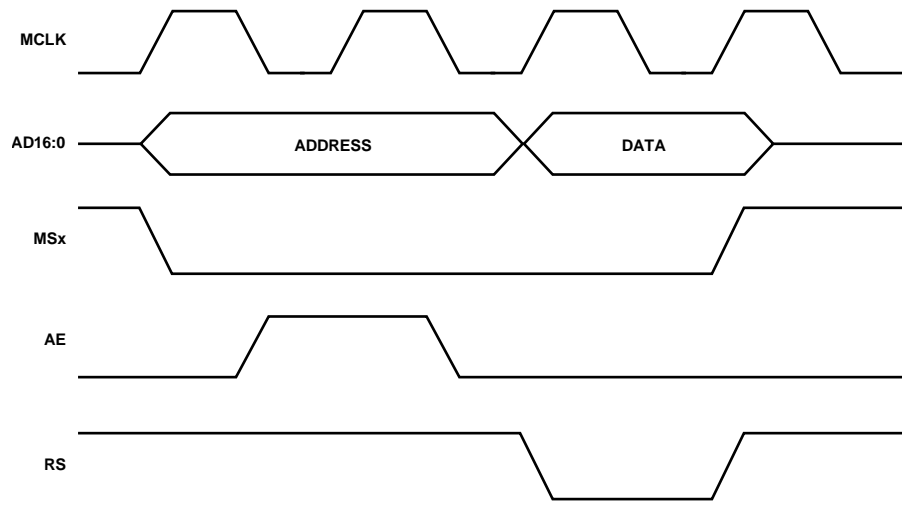 MCLK
AD16:0 ADDRESS DATA
MSx
AE
RS